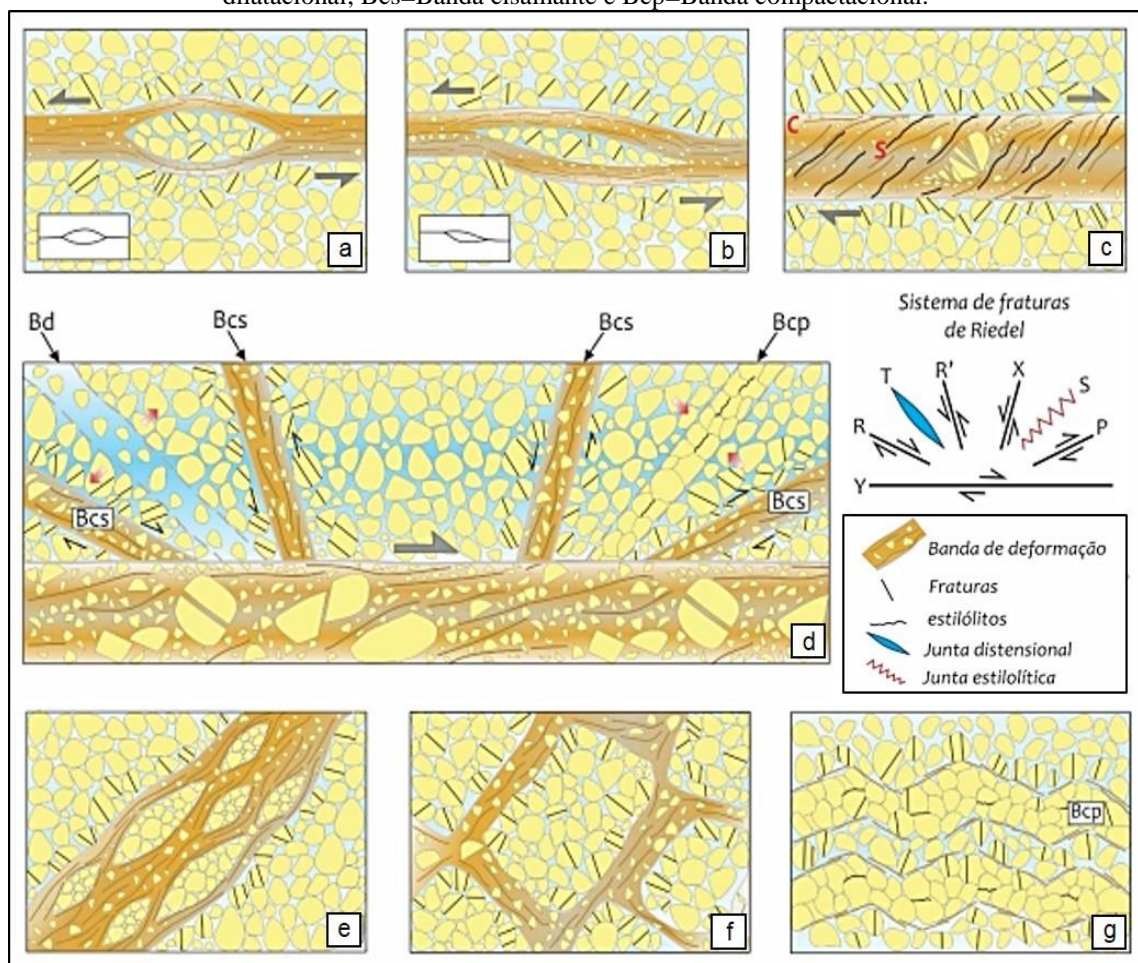 dilatacional, Bcs=Banda cisalhante e Bcp=Banda compactacional.
a
b
C
S
c
Bd
Bcs
Bcs
Bcp
Bcs
Bcs
d
Sistema de fraturas
de Riedel
R
T
R'
X
S
P
Y
Banda de deformação
Fraturas
estilólitos
Junta distensional
Junta estilolítica
e
f
Bcp
g